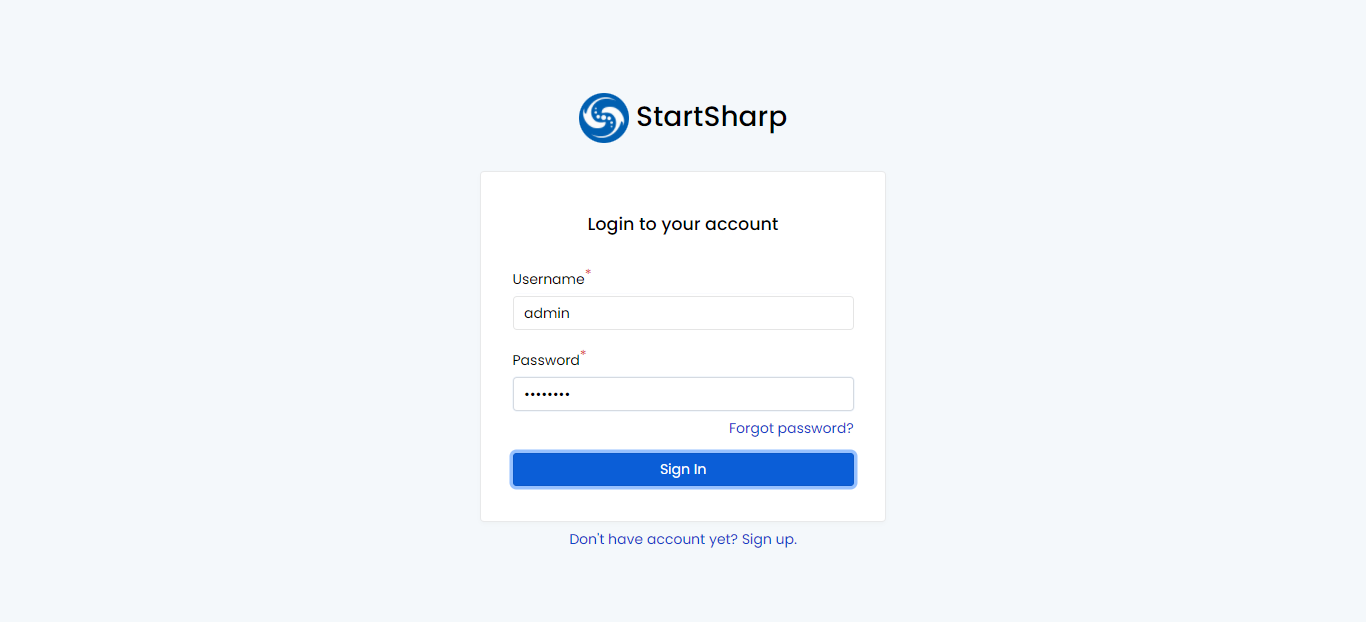 StartSharp
Login to your account
Username*
admin
Password*
••••••••
Forgot password?
Sign In
Don't have account yet? Sign up.